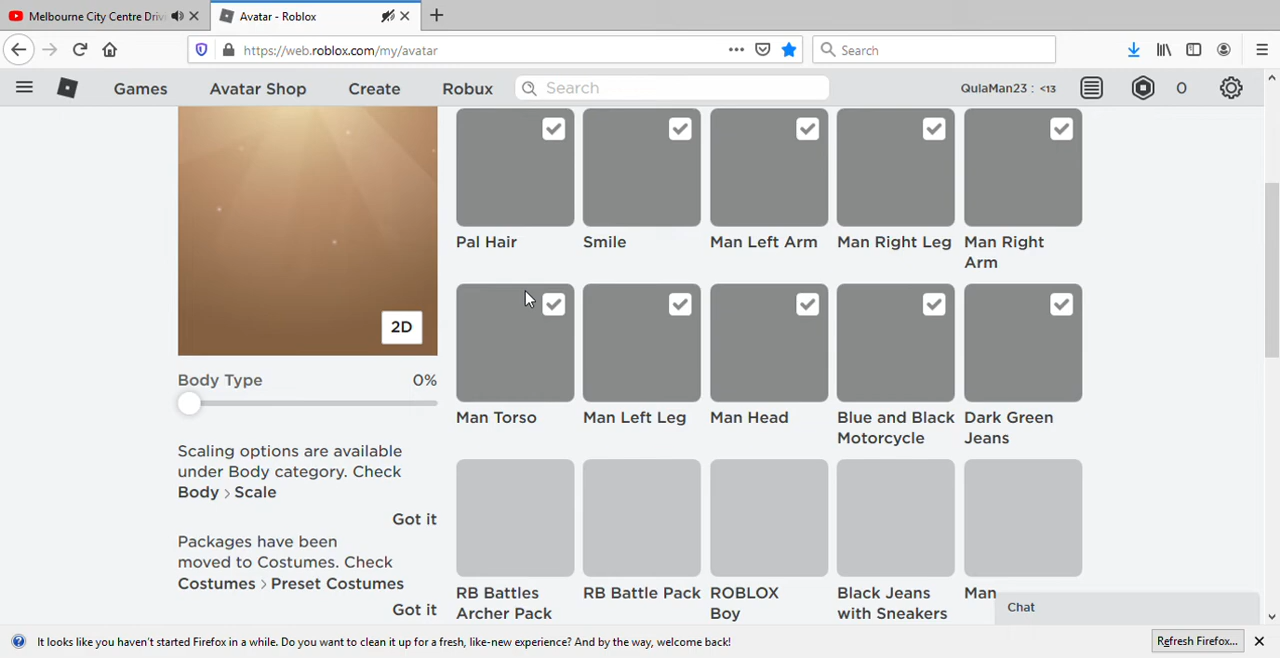 Melbourne City Centre Driv
Avatar - Roblox
https://web.roblox.com/my/avatar
Search
Games
Avatar Shop
Create
Robux
Search
QulaMan23 : <13
0
Pal Hair
Smile
Man Left Arm
Man Right Leg
Man Right
Arm
2D
Body Type
0%
Man Torso
Man Left Leg
Man Head
Blue and Black
Motorcycle
Dark Green
Jeans
Scaling options are available
under Body category. Check
Body > Scale
Got it
Packages have been
moved to Costumes. Check
Costumes > Preset Costumes
Got it
RB Battles
Archer Pack
RB Battle Pack
ROBLOX
Boy
Black Jeans
with Sneakers
Man
Chat
It looks like you haven't started Firefox in a while. Do you want to clean it up for a fresh, like-new experience? And by the way, welcome back!
Refresh Firefox...